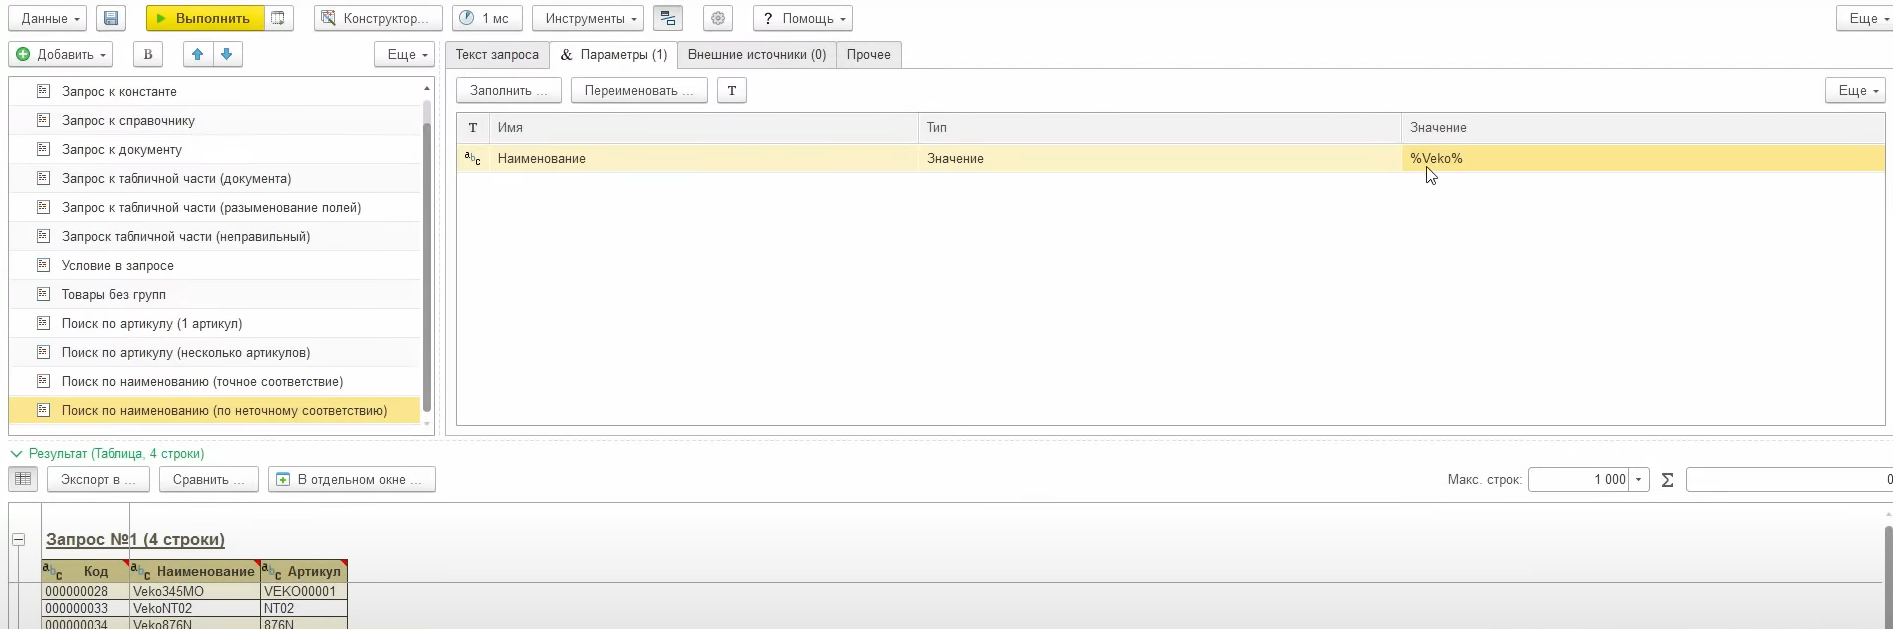 Данные
Выполнить
Конструктор...
1 мс
Инструменты
? Помощь
Еще
Добавить
В
Еще
Текст запроса
& Параметры (1)
Внешние источники (0)
Прочее
Запрос к константе
Запрос к справочнику
Запрос к документу
Запрос к табличной части (документа)
Запрос к табличной части (разыменование полей)
Запроск табличной части (неправильный)
Условие в запросе
Товары без групп
Поиск по артикулу (1 артикул)
Поиск по артикулу (несколько артикулов)
Поиск по наименованию (точное соответствие)
Поиск по наименованию (по неточному соответствию)
Заполнить ...
Переименовать ...
Т
Еще
Т Имя Тип Значение
abc Наименование Значение %Veko%
Результат (Таблица, 4 строки)
Экспорт в ...
Сравнить ...
В отдельном окне ...
Макс. строк: 1 000 Σ 0
Запрос №1 (4 строки)
abc Код abc Наименование abc Артикул
000000028 Veko345MO VEKO00001
000000033 VekoNT02 NT02
000000034 Veko876N 876N